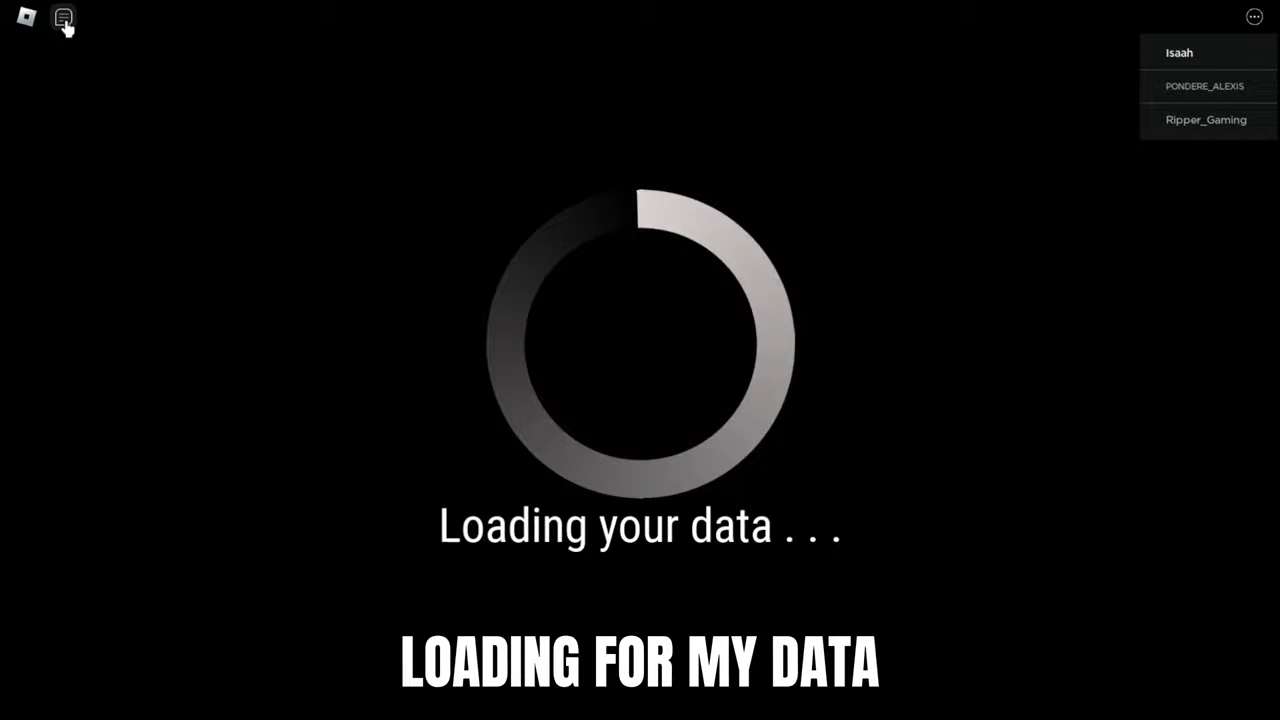 Isaah
PONDERE_ALEXIS
Ripper_Gaming
Loading your data . . .
LOADING FOR MY DATA